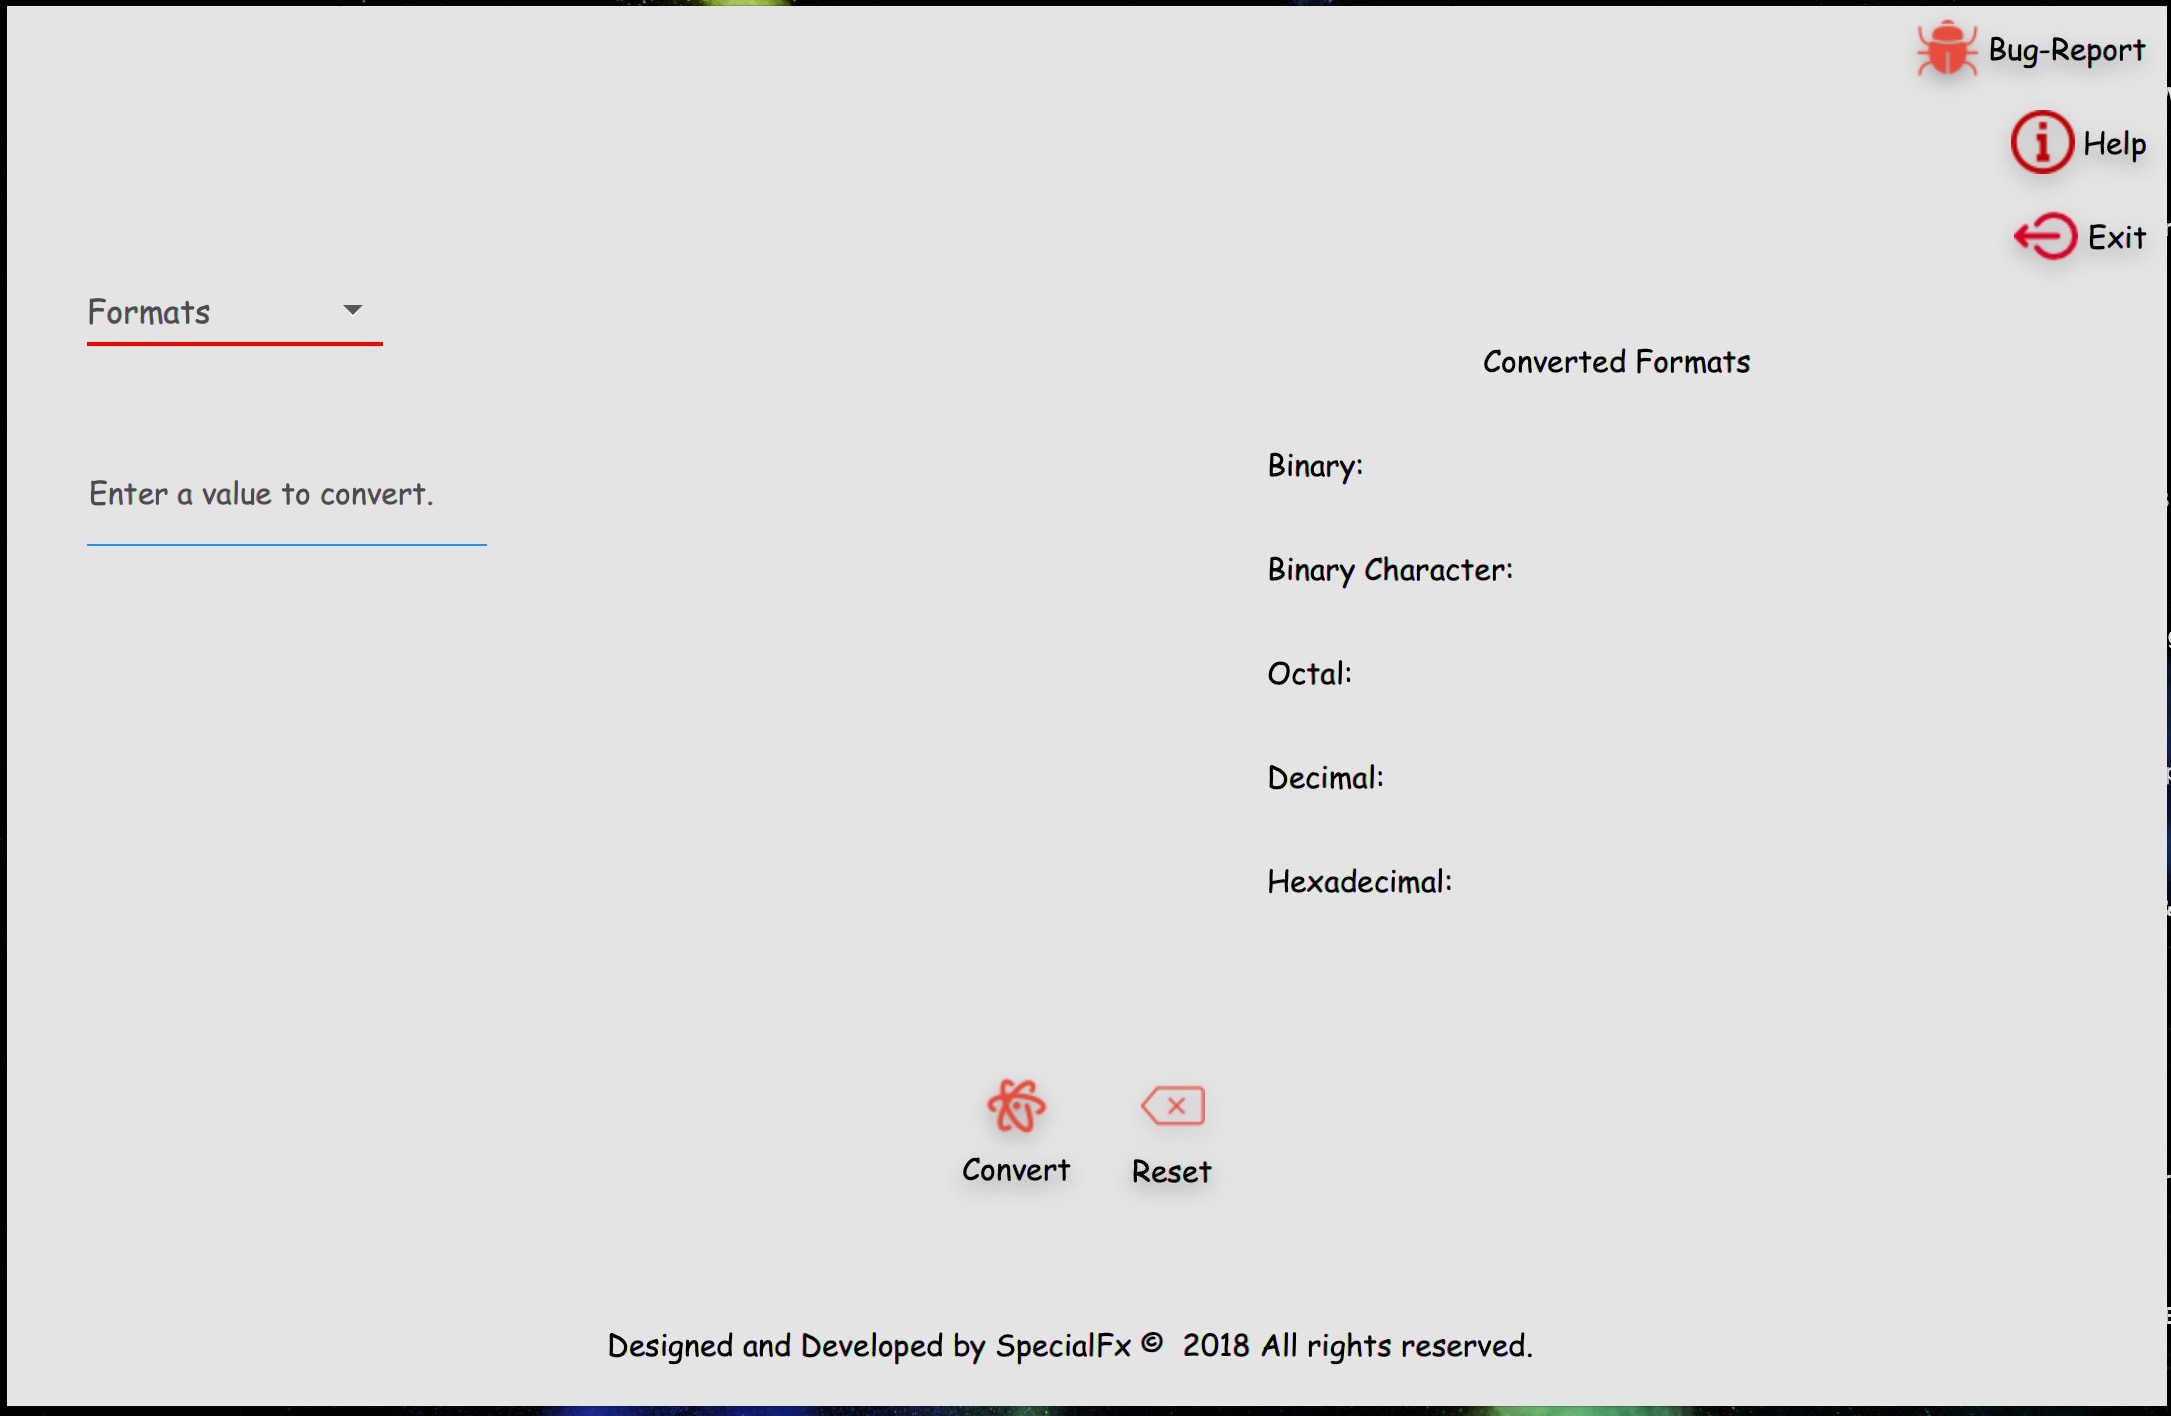 Bug-Report
Help
Exit
Formats
Enter a value to convert.
Converted Formats
Binary:
Binary Character:
Octal:
Decimal:
Hexadecimal:
Convert
Reset
Designed and Developed by SpecialFx ©  2018 All rights reserved.